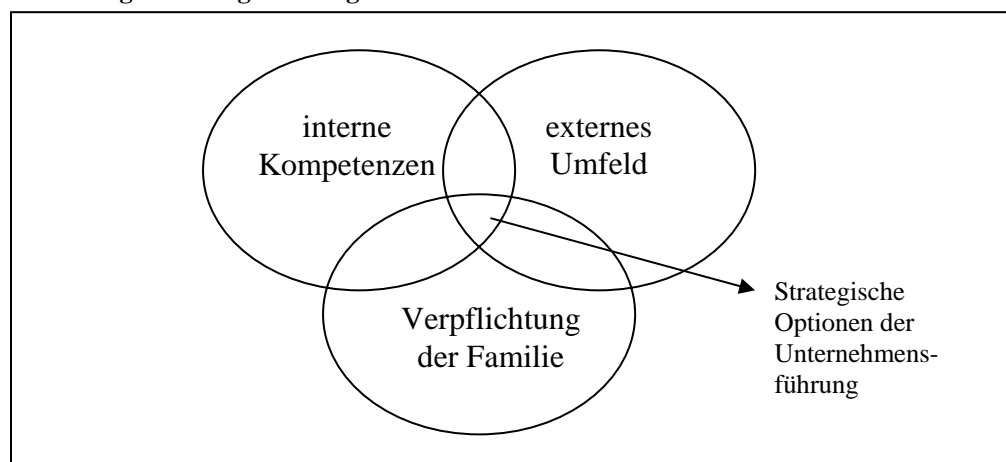 interne
Kompetenzen
externes
Umfeld
Verpflichtung
der Familie
Strategische
Optionen der
Unternehmens-
führung